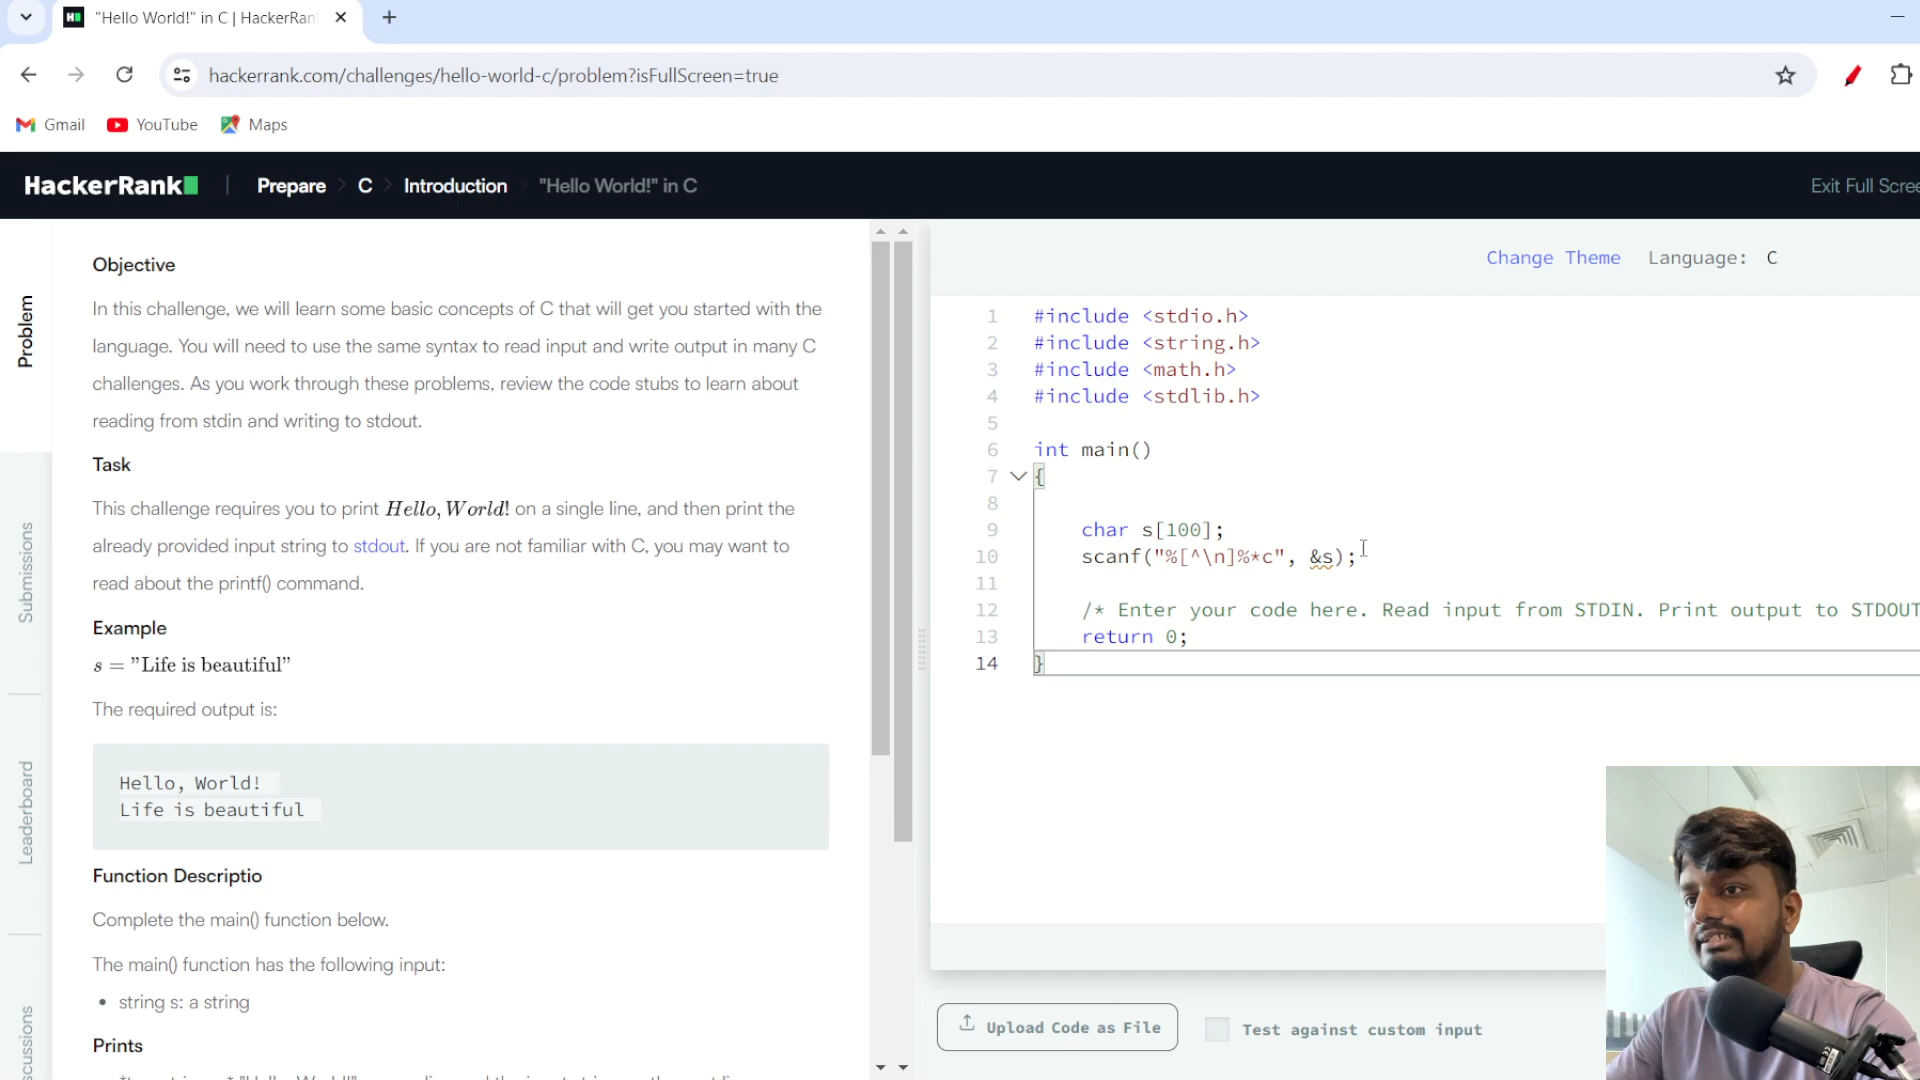 "Hello World!" in C | HackerRan
hackerrank.com/challenges/hello-world-c/problem?isFullScreen=true
Gmail YouTube Maps
HackerRank | Prepare > C > Introduction "Hello World!" in C
Exit Full Scree
Problem
Submissions
Leaderboard
scussions
Objective
In this challenge, we will learn some basic concepts of C that will get you started with the
language. You will need to use the same syntax to read input and write output in many C
challenges. As you work through these problems, review the code stubs to learn about
reading from stdin and writing to stdout.
Task
This challenge requires you to print Hello, World! on a single line, and then print the
already provided input string to stdout. If you are not familiar with C, you may want to
read about the printf() command.
Example
s = "Life is beautiful"
The required output is:
Hello, World!
Life is beautiful
Function Descriptio
Complete the main() function below.
The main() function has the following input:
• string s: a string
Prints
Change Theme Language: C
1 #include <stdio.h>
2 #include <string.h>
3 #include <math.h>
4 #include <stdlib.h>
5
6 int main()
7 {
8
9 char s[100];
10 scanf("%[^\n]%*c", &s);
11
12 /* Enter your code here. Read input from STDIN. Print output to STDOUT
13 return 0;
14 }
Upload Code as File
Test against custom input